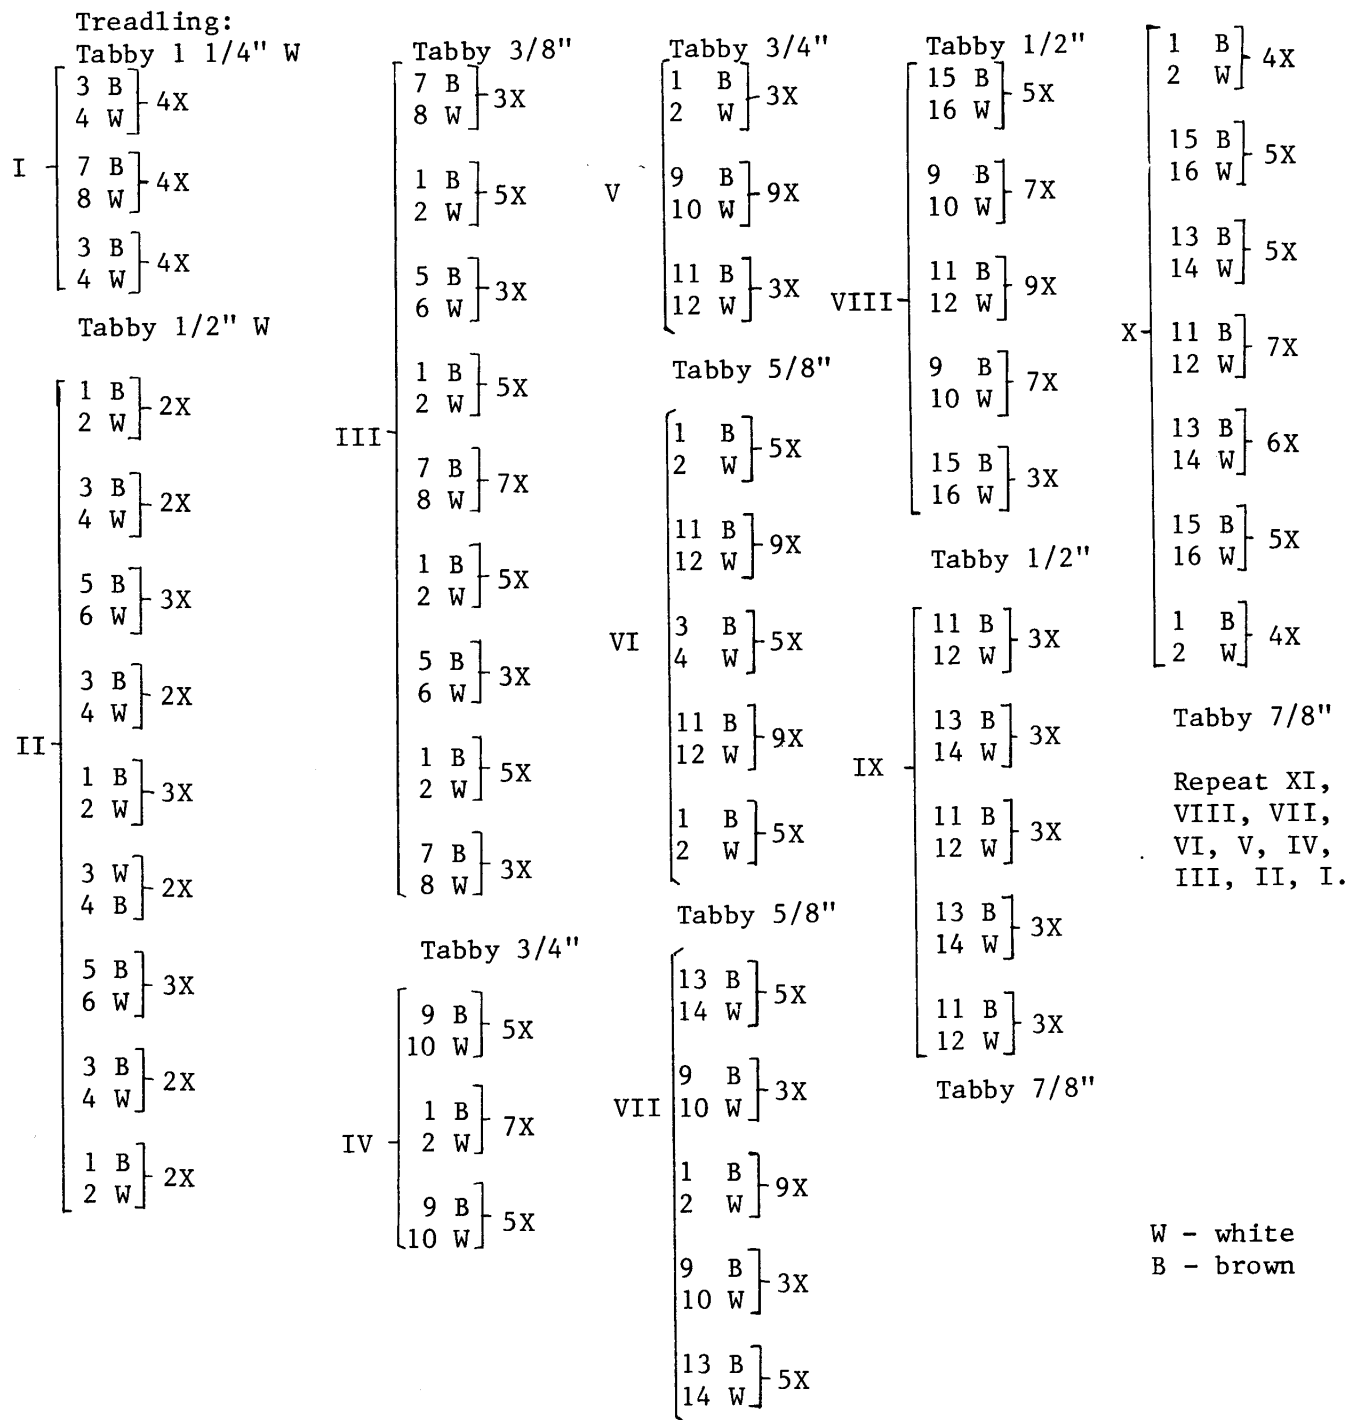 Treadling:
Tabby 1 1/4" W
I
3 B
4 W
4X
7 B
8 W
4X
3 B
4 W
4X
Tabby 1/2" W
II
1 B
2 W
2X
3 B
4 W
2X
5 B
6 W
3X
3 B
4 W
2X
1 B
2 W
3X
3 W
4 B
2X
5 B
6 W
3X
3 B
4 W
2X
1 B
2 W
2X
Tabby 3/8"
III
7 B
8 W
3X
1 B
2 W
5X
5 B
6 W
3X
1 B
2 W
5X
7 B
8 W
7X
1 B
2 W
5X
5 B
6 W
3X
1 B
2 W
5X
7 B
8 W
3X
Tabby 3/4"
IV
9 B
10 W
5X
1 B
2 W
7X
9 B
10 W
5X
Tabby 3/4"
V
1 B
2 W
3X
9 B
10 W
9X
11 B
12 W
3X
Tabby 5/8"
VI
1 B
2 W
5X
11 B
12 W
9X
3 B
4 W
5X
11 B
12 W
9X
1 B
2 W
5X
Tabby 5/8"
VII
13 B
14 W
5X
9 B
10 W
3X
1 B
2 W
9X
9 B
10 W
3X
13 B
14 W
5X
Tabby 1/2"
VIII
15 B
16 W
5X
9 B
10 W
7X
11 B
12 W
9X
9 B
10 W
7X
15 B
16 W
3X
Tabby 1/2"
IX
11 B
12 W
3X
13 B
14 W
3X
11 B
12 W
3X
13 B
14 W
3X
11 B
12 W
3X
Tabby 7/8"
X
1 B
2 W
4X
15 B
16 W
5X
13 B
14 W
5X
11 B
12 W
7X
13 B
14 W
6X
15 B
16 W
5X
1 B
2 W
4X
Tabby 7/8"
Repeat XI,
VIII, VII,
VI, V, IV,
III, II, I.
W - white
B - brown